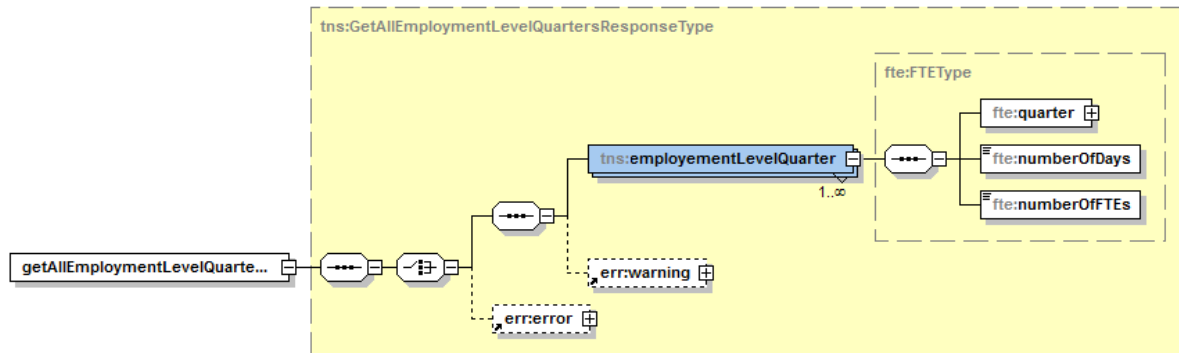 tns:GetAllEmploymentLevelQuartersResponseType
fte:FTEType
fte:quarter
tns:employementLevelQuarter
fte:numberOfDays
1..∞
fte:numberOfFTEs
getAllEmploymentLevelQuarte...
err:warning
err:error